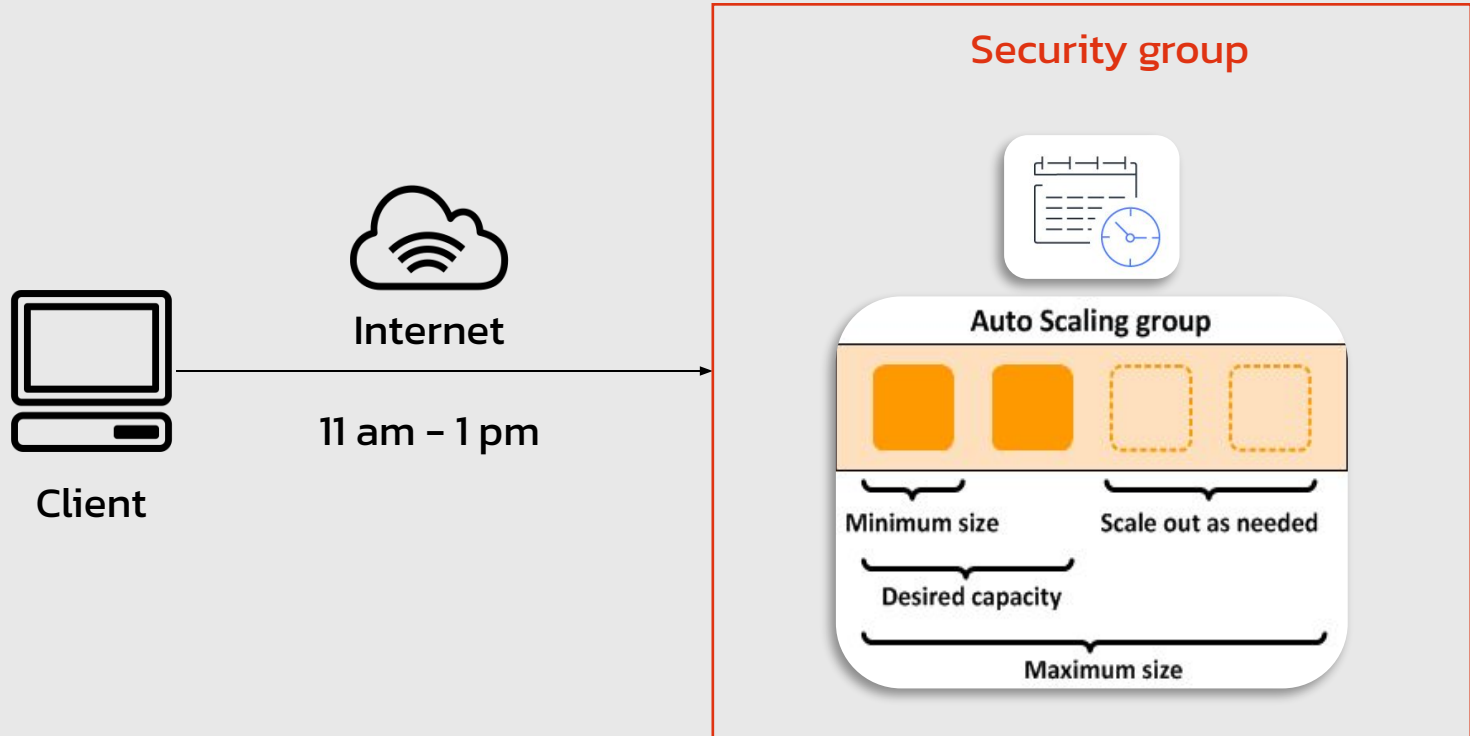 Security group
Internet
11 am - 1 pm
Client
Auto Scaling group
Minimum size
Scale out as needed
Desired capacity
Maximum size